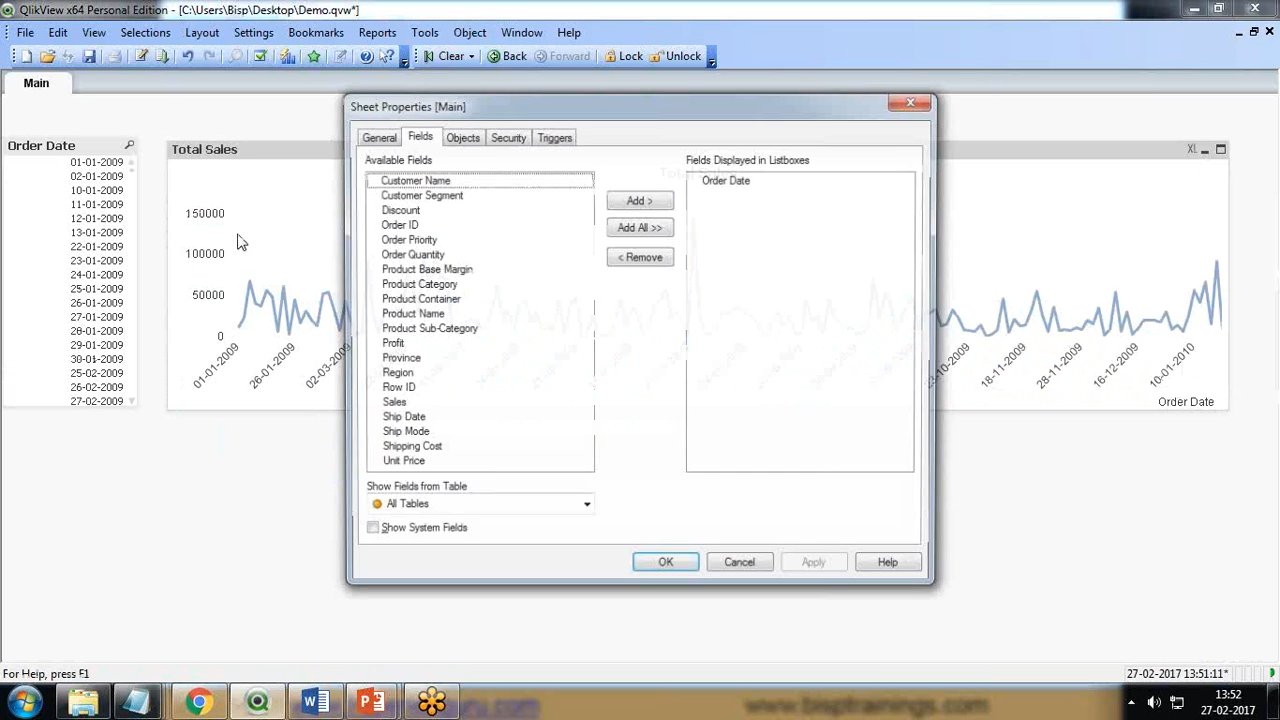 QlikView x64 Personal Edition - [C:\Users\Bisp\Desktop\Demo.qvw*]
File Edit View Selections Layout Settings Bookmarks Reports Tools Object Window Help
Clear Back Forward Lock Unlock
Main
Order Date
01-01-2009
02-01-2009
10-01-2009
11-01-2009
12-01-2009
13-01-2009
22-01-2009
23-01-2009
24-01-2009
25-01-2009
26-01-2009
27-01-2009
28-01-2009
29-01-2009
30-01-2009
25-02-2009
26-02-2009
27-02-2009
Total Sales
XL
150000
100000
50000
0
01-01-2009
26-01-2009
02-03-2009
23-10-2009
18-11-2009
28-11-2009
16-12-2009
10-01-2010
Order Date
Sheet Properties [Main]
General Fields Objects Security Triggers
Available Fields
Customer Name
Customer Segment
Discount
Order ID
Order Priority
Order Quantity
Product Base Margin
Product Category
Product Container
Product Name
Product Sub-Category
Profit
Province
Region
Row ID
Sales
Ship Date
Ship Mode
Shipping Cost
Unit Price
Add >
Add All >>
< Remove
Fields Displayed in Listboxes
Order Date
Show Fields from Table
All Tables
Show System Fields
OK Cancel Apply Help
For Help, press F1
27-02-2017 13:51:11*
www.bisptrainings.com
13:52
27-02-2017